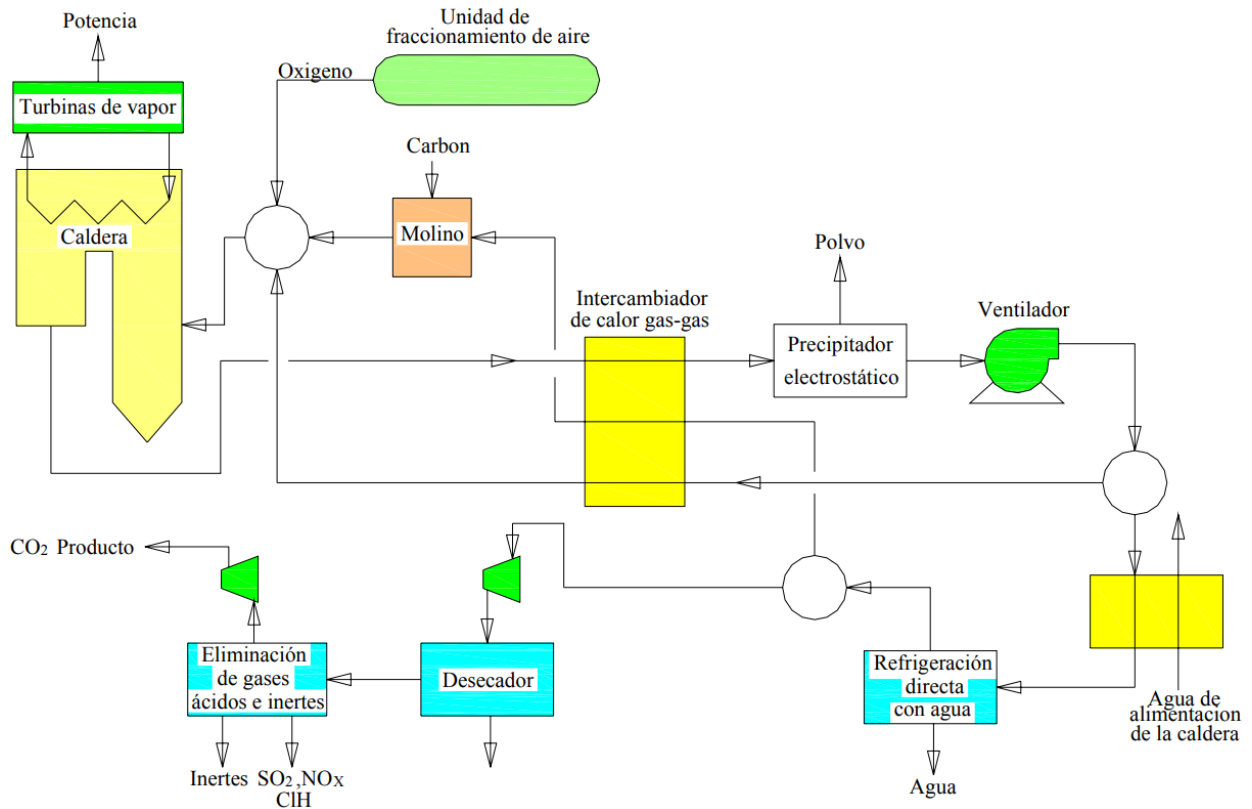 Potencia
Unidad de
fraccionamiento de aire
Oxigeno
Turbinas de vapor
Carbon
Caldera
Molino
Polvo
Intercambiador
de calor gas-gas
Ventilador
Precipitador
electrostático
CO2 Producto
Eliminación
de gases
ácidos e inertes
Desecador
Refrigeración
directa
con agua
Agua de
alimentación
de la caldera
Inertes SO2 ,NOX
ClH
Agua